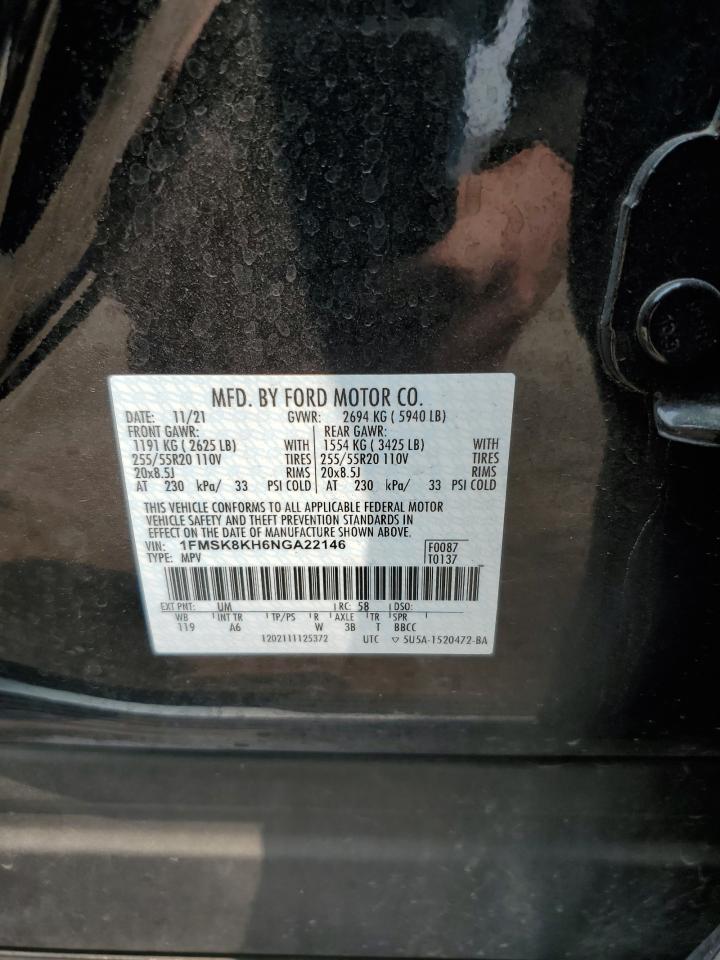 MFD. BY FORD MOTOR CO.
DATE: 11/21 GVWR: 2694 KG ( 5940 LB)
FRONT GAWR: REAR GAWR:
1191 KG ( 2625 LB) WITH 1554 KG ( 3425 LB) WITH
255/55R20 110V TIRES 255/55R20 110V TIRES
20x8.5J RIMS 20x8.5J RIMS
AT 230 kPa/ 33 PSI COLD AT 230 kPa/ 33 PSI COLD
THIS VEHICLE CONFORMS TO ALL APPLICABLE FEDERAL MOTOR
VEHICLE SAFETY AND THEFT PREVENTION STANDARDS IN
EFFECT ON THE DATE OF MANUFACTURE SHOWN ABOVE.
VIN: 1FMSK8KH6NGA22146 F0087
TYPE: MPV T0137
EXT PNT: UM RC: 58 DSO:
WB INT TR TP/PS R AXLE TR SPR
119 A6 W 3B T BBCC
1202111125372 UTC ▽ 5U5A-1520472-BA